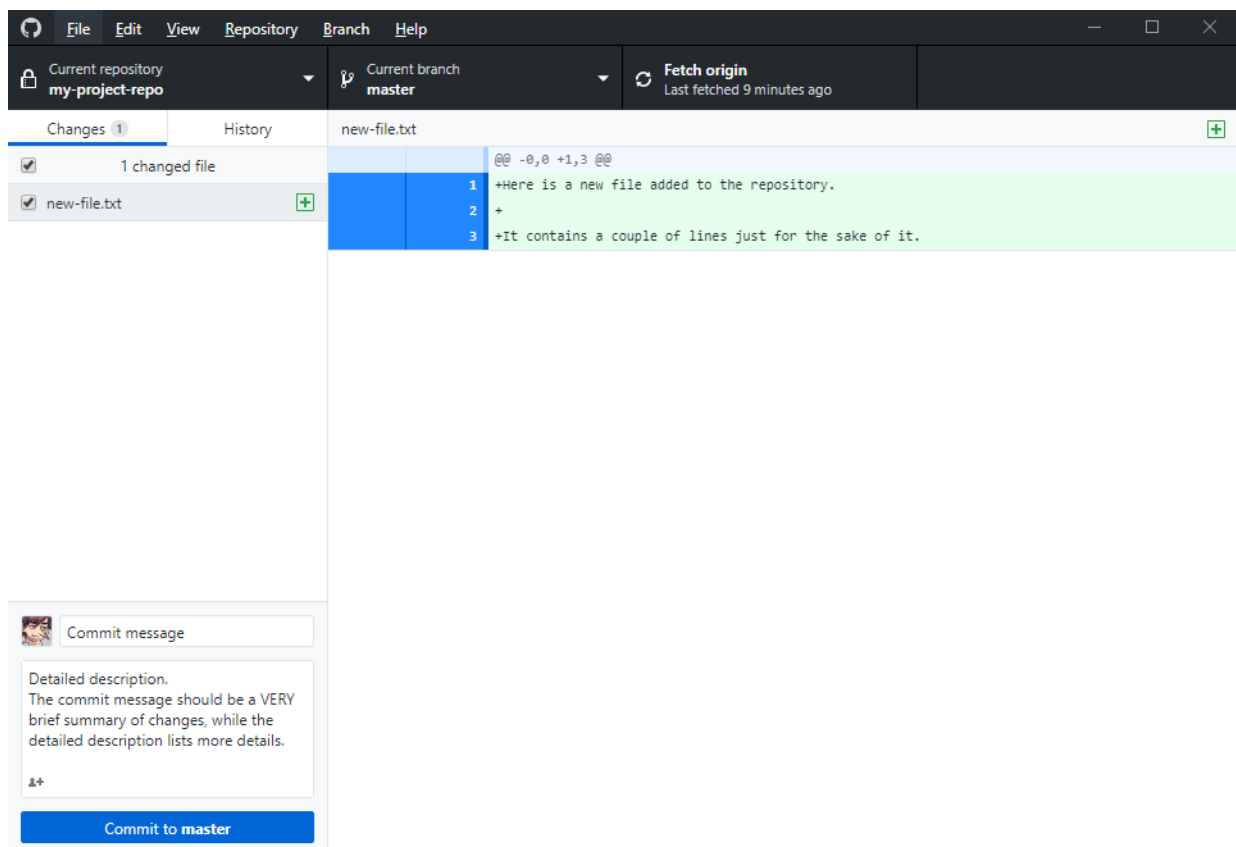 File Edit View Repository Branch Help
Current repository
my-project-repo
Current branch
master
Fetch origin
Last fetched 9 minutes ago
Changes 1 History
new-file.txt
1 changed file
new-file.txt
@@ -0,0 +1,3 @@
1 +Here is a new file added to the repository.
2 +
3 +It contains a couple of lines just for the sake of it.
Commit message
Detailed description.
The commit message should be a VERY
brief summary of changes, while the
detailed description lists more details.
Commit to master